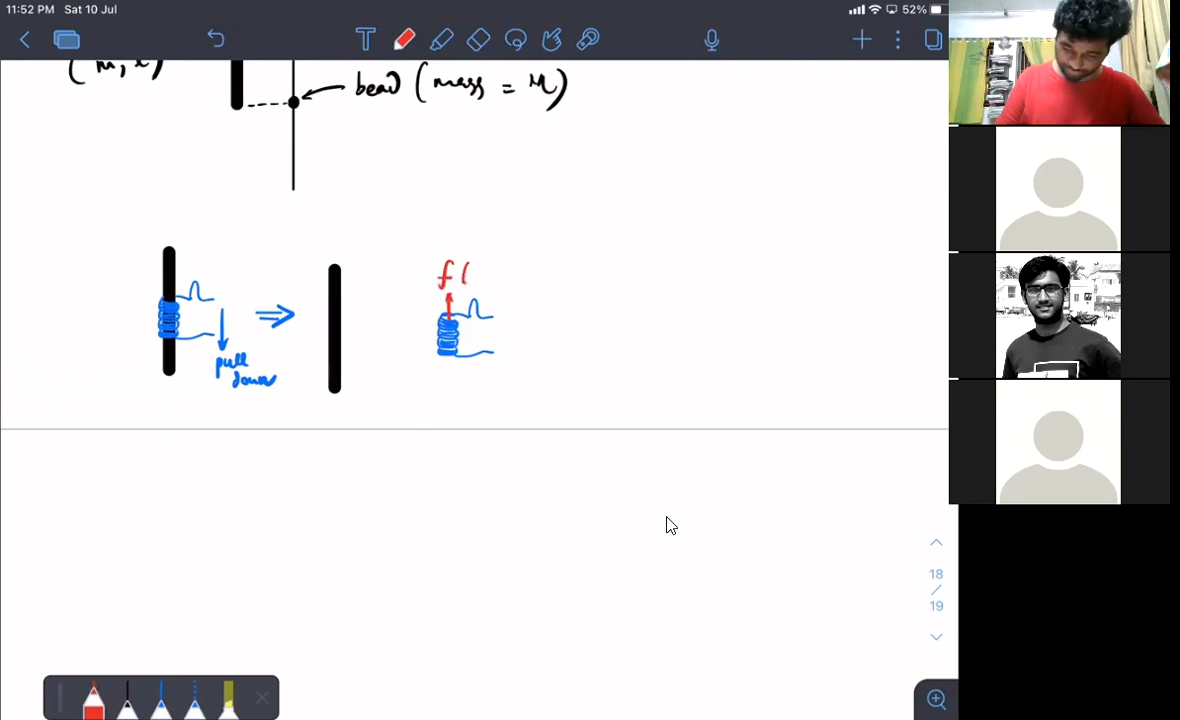 11:52 PM Sat 10 Jul 52%
T
bead (mass = M)
f(
pull
down
18
/
19